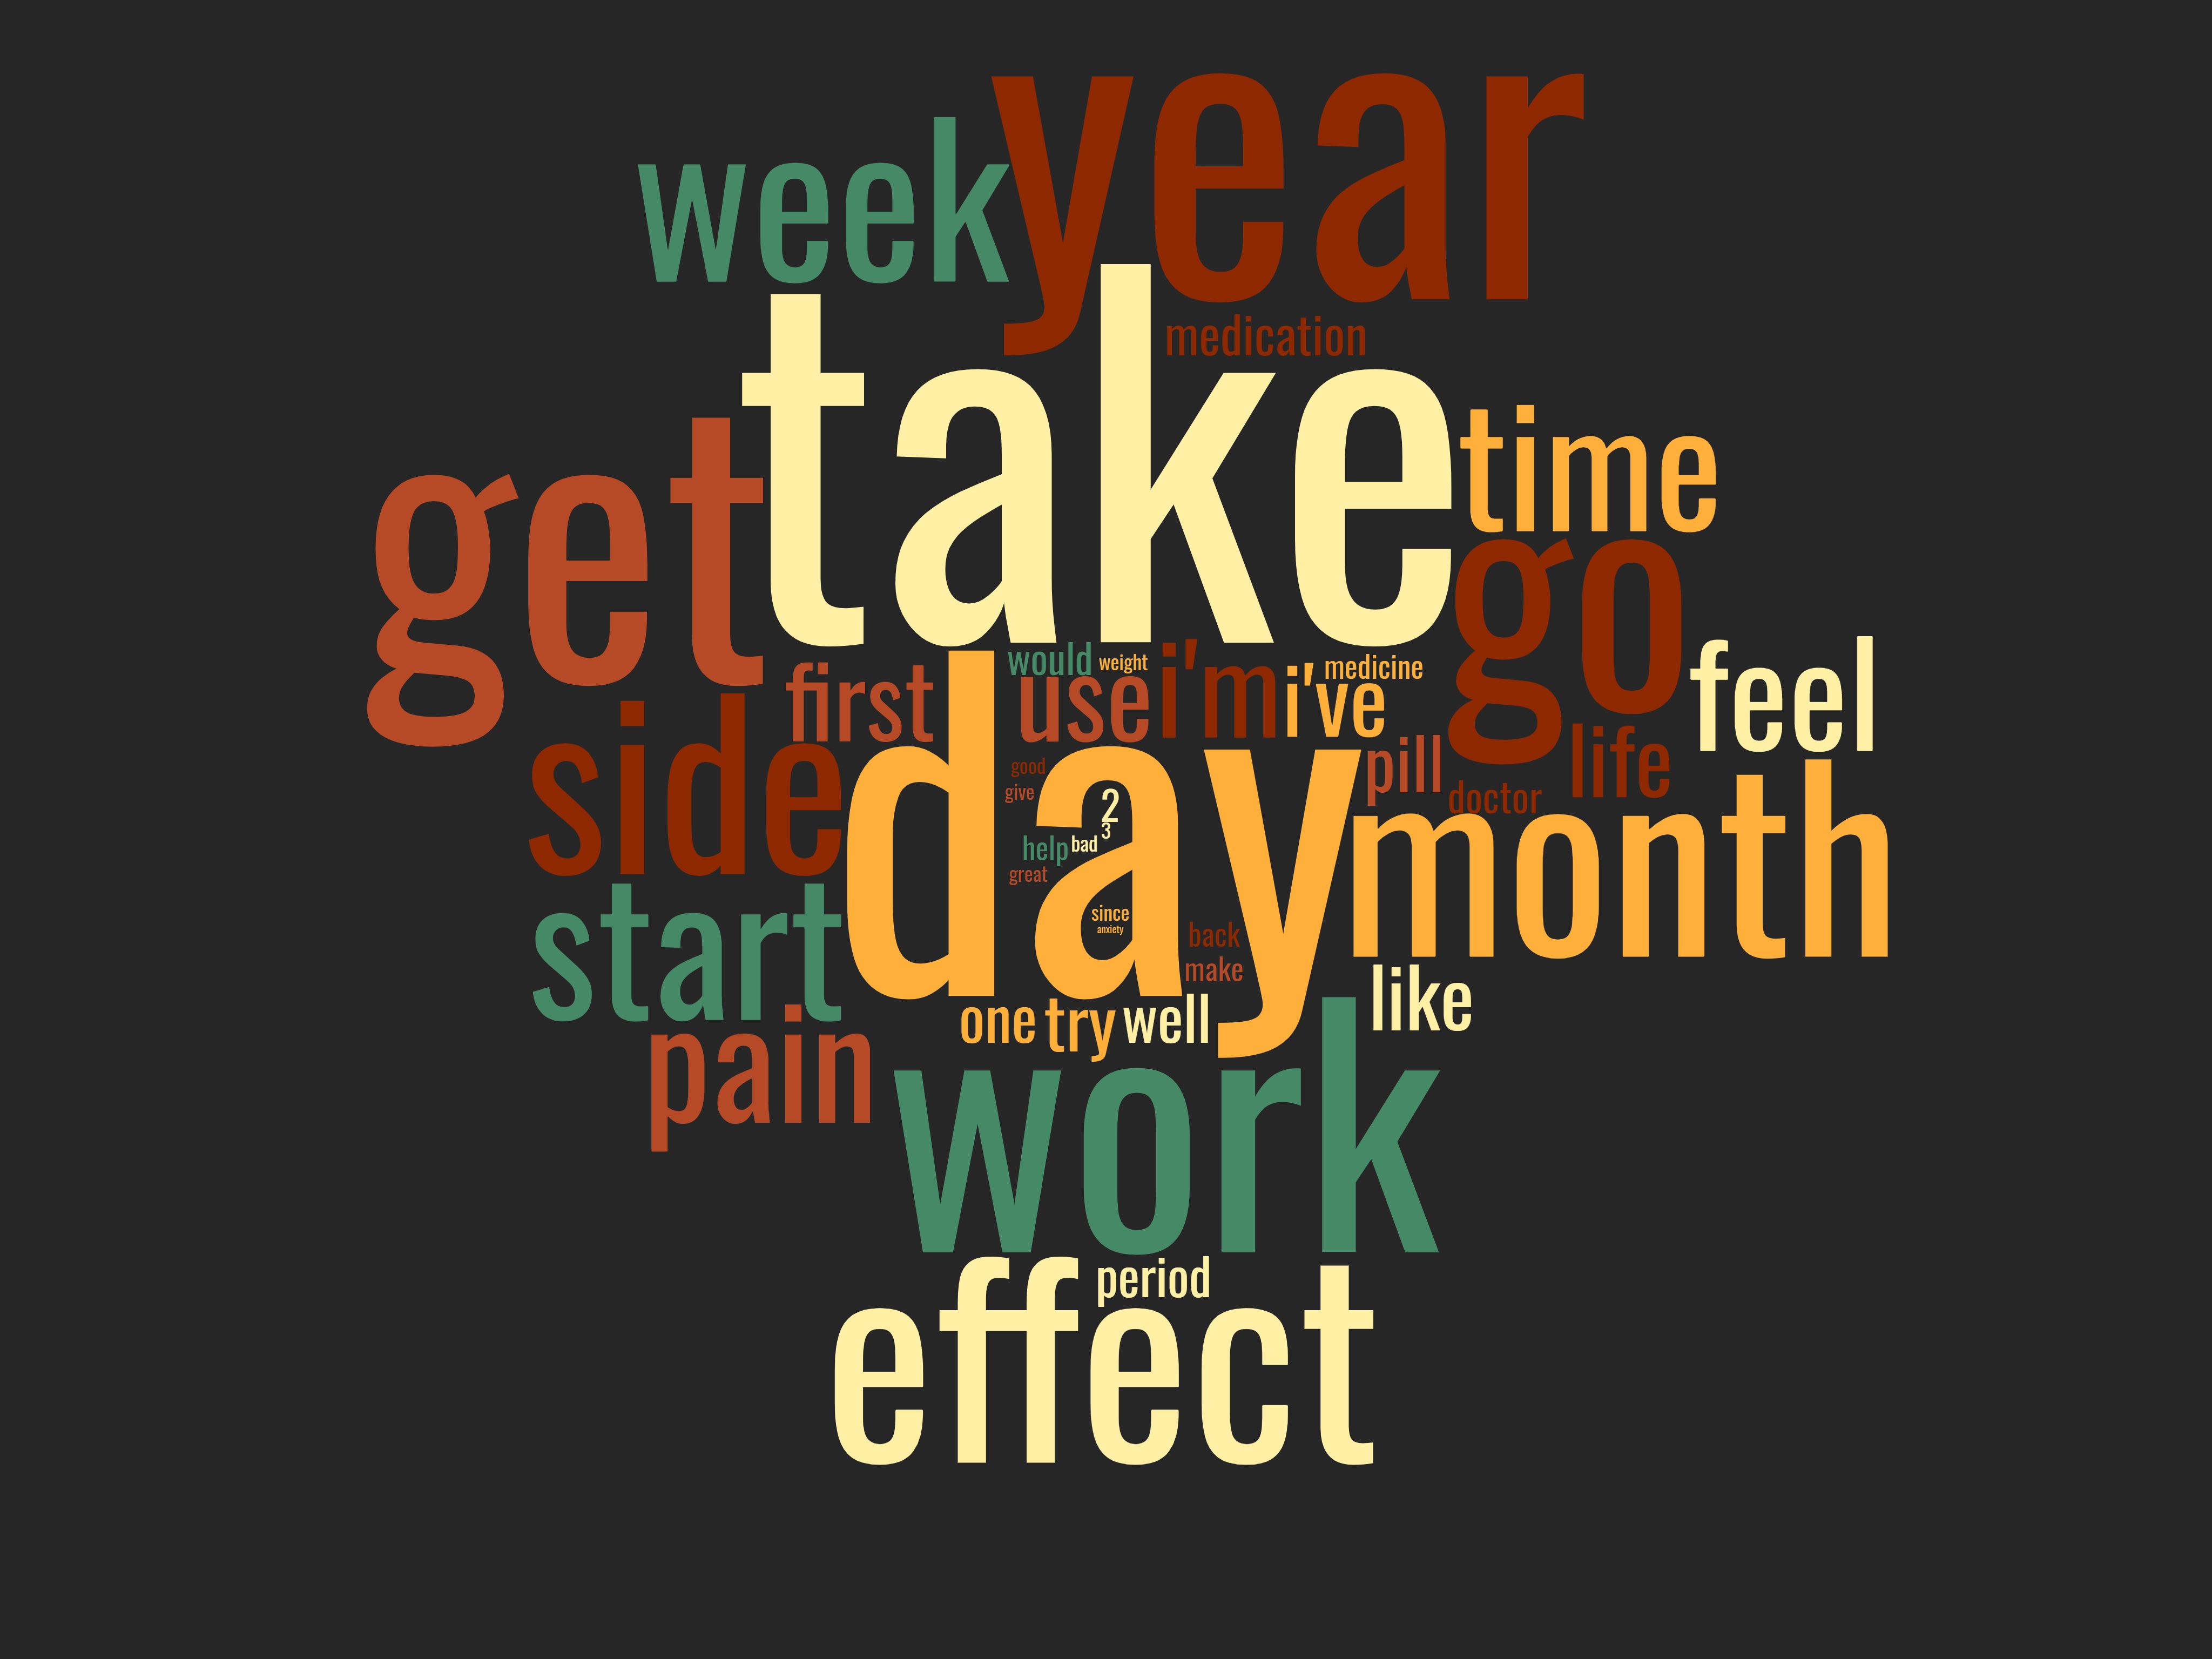 year
week
medication
take
time
get
go
would
weight
medicine
first
use
i'm
i've
feel
side
day
good
give
2
3
help
bad
great
since
anxiety
pill
doctor
life
month
start
back
make
like
one
try
well
pain
work
period
effect